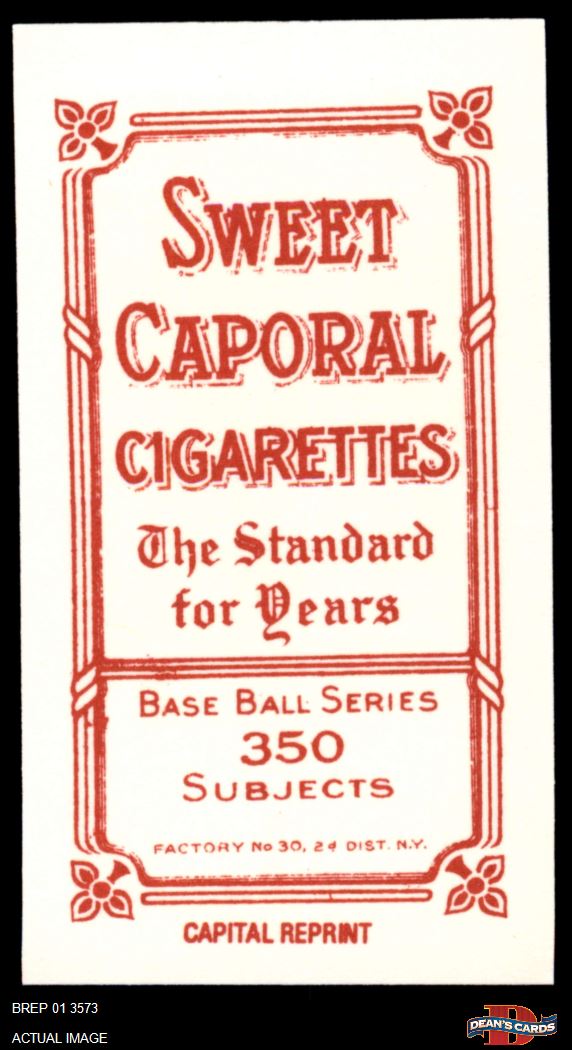 SWEET
CAPORAL
CIGARETTES
The Standard
for Years
BASE BALL SERIES
350
SUBJECTS
FACTORY No 30, 2d DIST. N.Y.
CAPITAL REPRINT
BREP 01 3573
ACTUAL IMAGE
D
DEAN'S CARDS